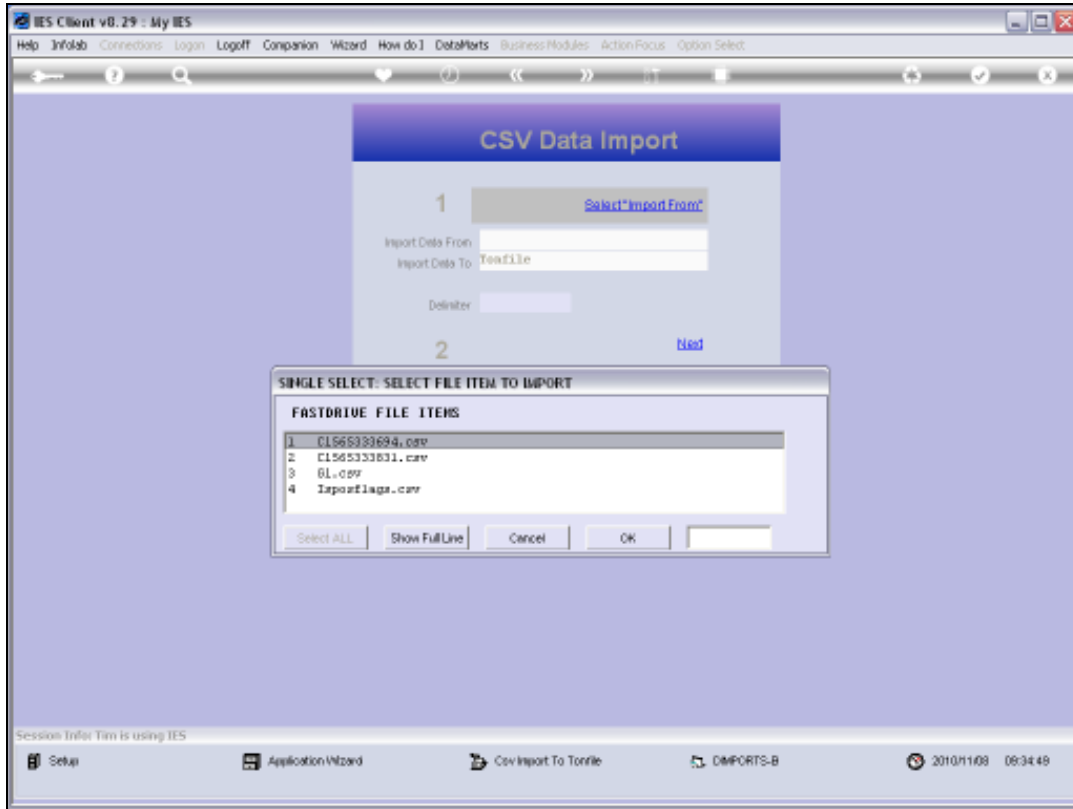 IES Client v8.29 : My IES
Help Infolab Connections Logon Logoff Companion Wizard How do I DataMarts Business Modules Action Focus Option Select
CSV Data Import
1
Select "Import From"
Import Data From
Import Data To Tonfile
Delimiter
2
Next
SINGLE SELECT: SELECT FILE ITEM TO IMPORT
FASTDRIVE FILE ITEMS
1 C1565333694.csv
2 C1565333831.csv
3 Gl.csv
4 Isposflags.csv
Select ALL Show Full Line Cancel OK
Session Info: Tim is using IES
Setup Application Wizard Csv Import To Tonfile DIMPORTS-B 2010/11/08 09:34:49